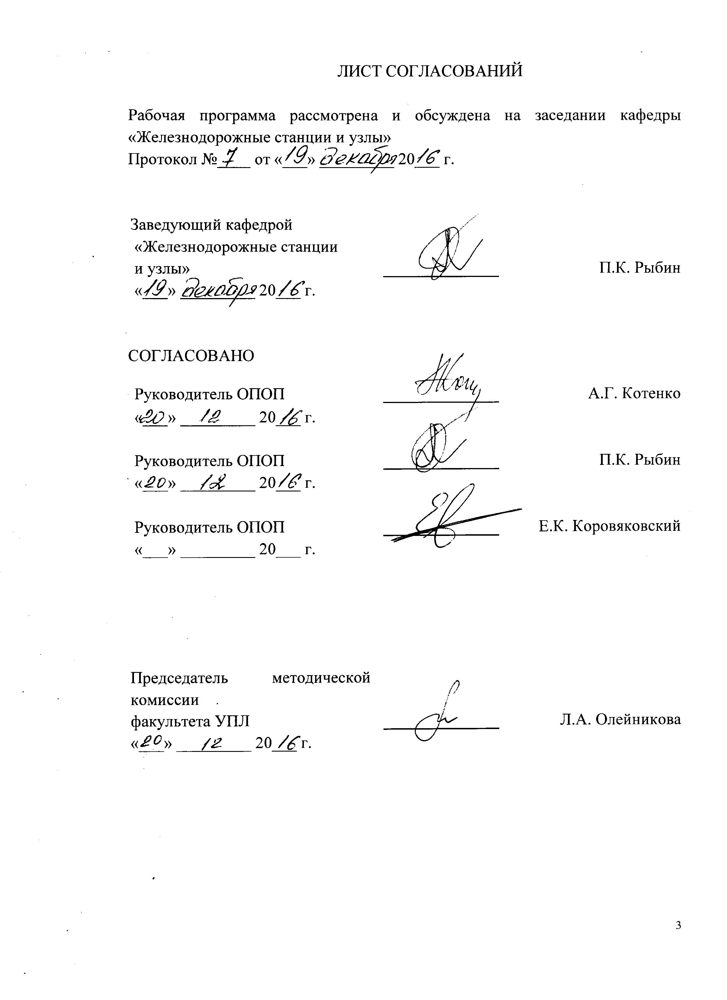 ЛИСТ СОГЛАСОВАНИЙ
Рабочая программа рассмотрена и обсуждена на заседании кафедры
«Железнодорожные станции и узлы»
Протокол № 7 от «19» декабря 2016 г.
Заведующий кафедрой
«Железнодорожные станции
и узлы» П.К. Рыбин
«19» декабря 2016 г.
СОГЛАСОВАНО
Руководитель ОПОП А.Г. Котенко
«20» 12 2016 г.
Руководитель ОПОП П.К. Рыбин
«20» 12 2016 г.
Руководитель ОПОП Е.К. Коровяковский
«___» _________ 20___ г.
Председатель методической
комиссии
факультета УПЛ Л.А. Олейникова
«20» 12 2016 г.
3